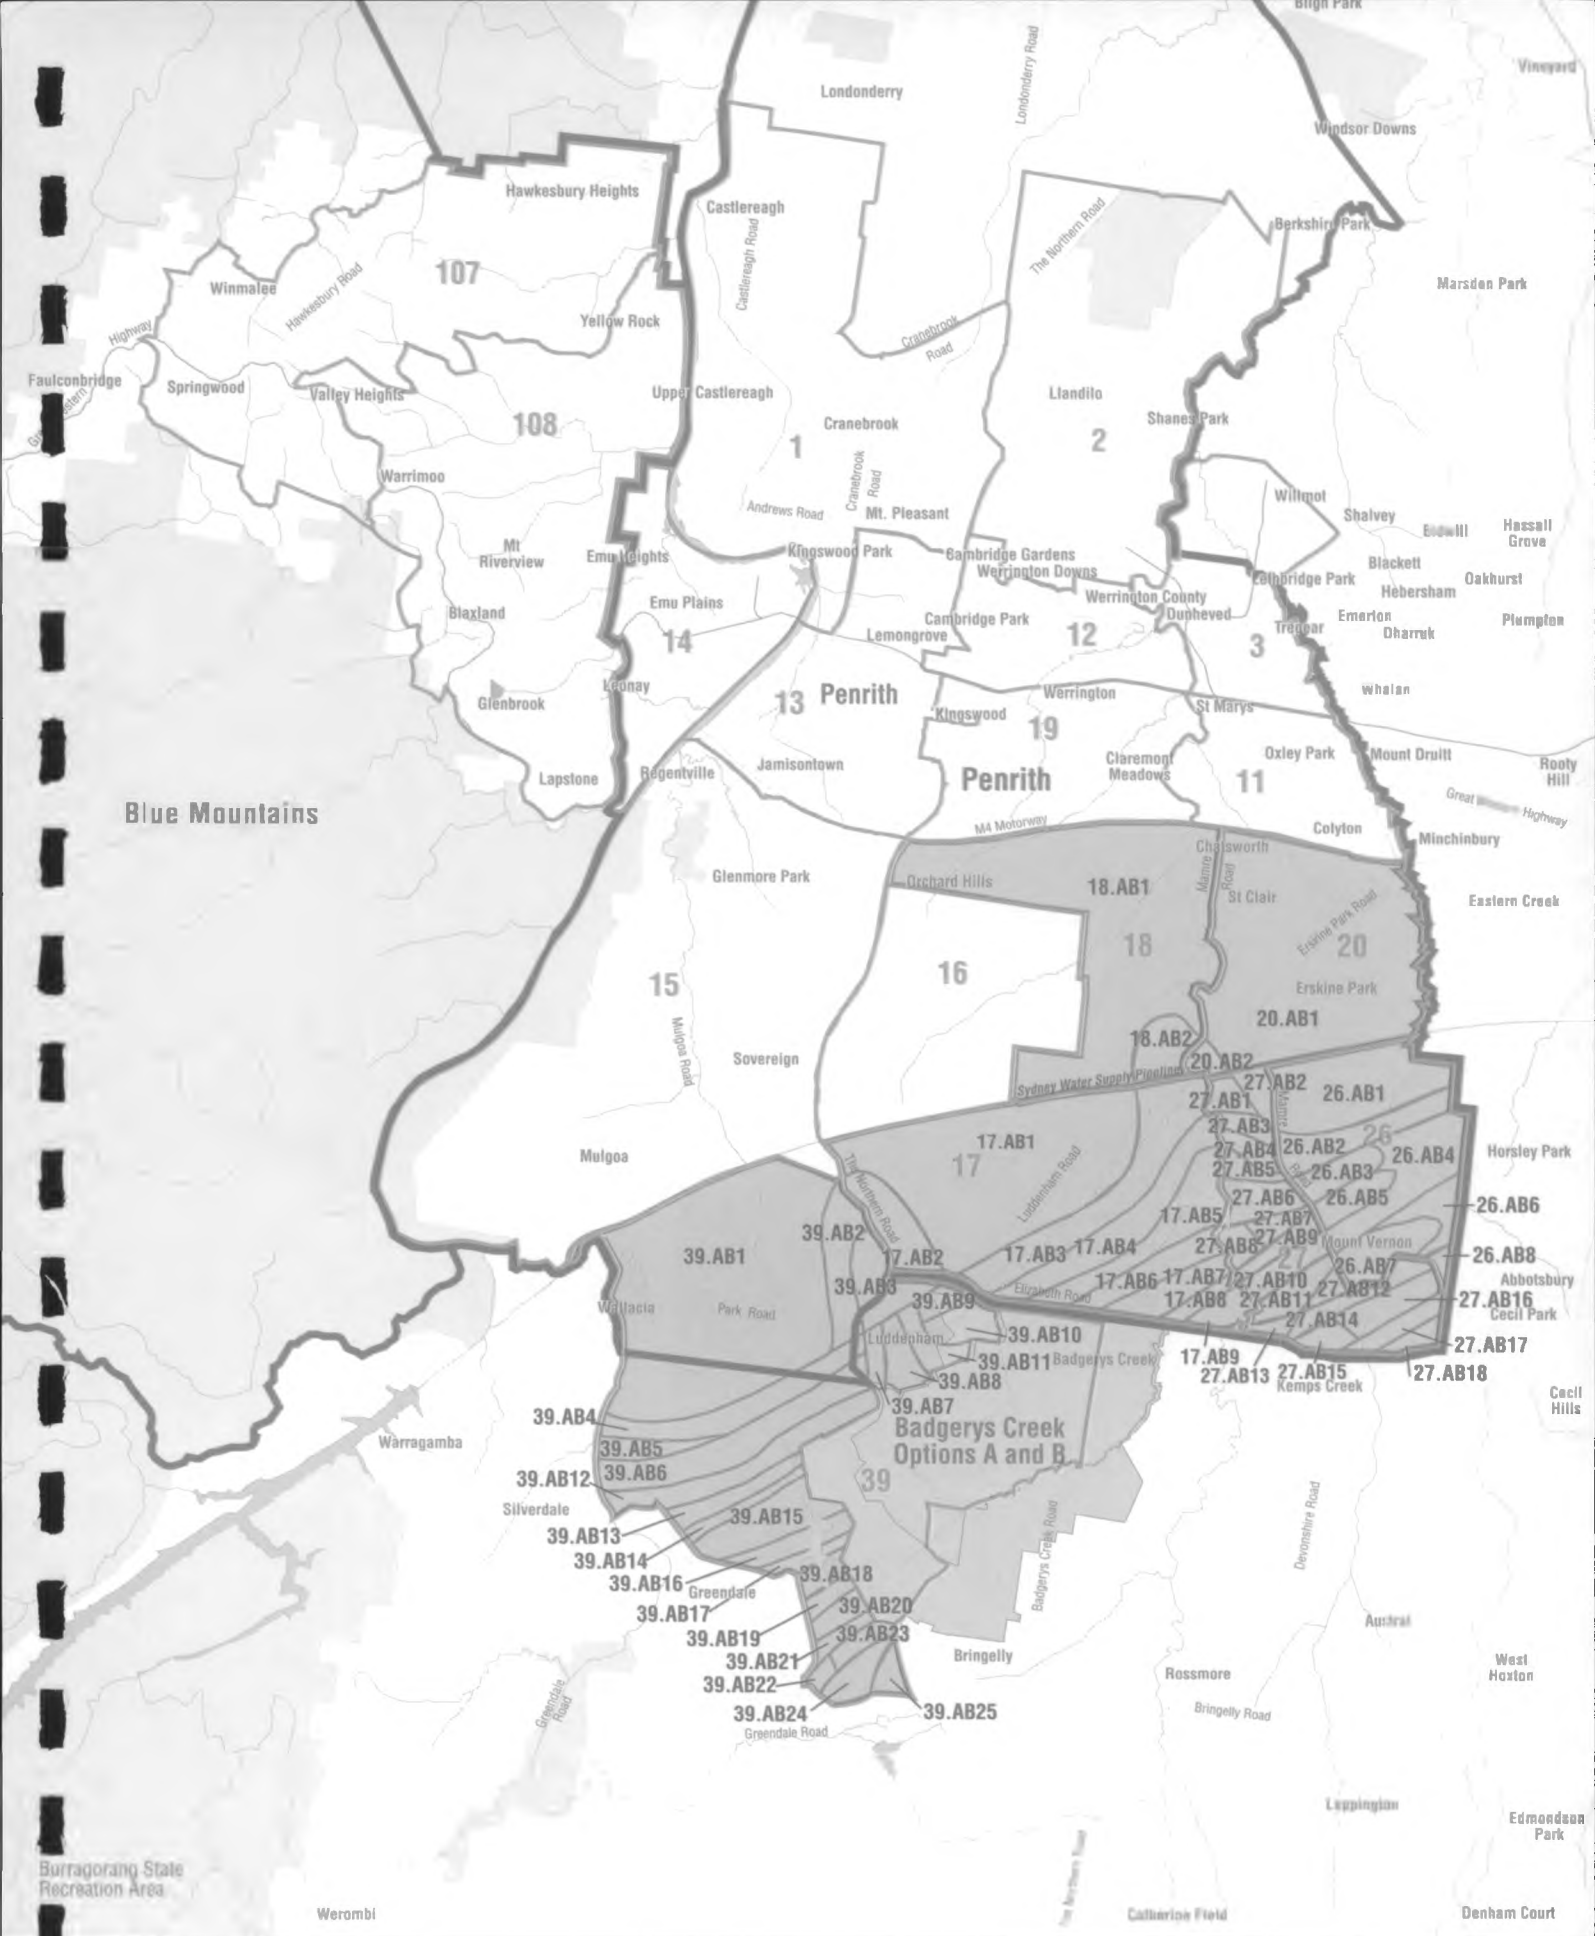 Bligh Park
Vineyard
Londonderry
Londonderry Road
Windsor Downs
Hawkesbury Heights
Castlereagh
The Northern Road
Berkshire Park
107
Castlereagh Road
Marsden Park
Winmalee
Hawkesbury Road
Yellow Rock
Highway
Cranebrook
Road
Faulconbridge
Springwood
Valley Heights
Upper Castlereagh
Llandilo
108
Cranebrook
Shanes Park
1
2
Warrimoo
Cranebrook
Road
Willmot
Andrews Road
Mt. Pleasant
Shalvey
Hassall
Grove
Mt
Riverview
Emu Heights
Kingswood Park
Cambridge Gardens
Werrington Downs
Blackett
Lethbridge Park
Oakhurst
Hebersham
Emu Plains
Werrington County
Blaxland
Cambridge Park
Dunheved
Emerton
Plumpton
14
Lemongrove
12
3
Tregear
Dharruk
Leonay
Werrington
Whalan
13
Penrith
Glenbrook
Kingswood
19
St Marys
Jamisontown
Claremont
Meadows
Oxley Park
Mount Druitt
Rooty
Hill
Lapstone
Regentville
Penrith
11
Great
Highway
Blue Mountains
M4 Motorway
Colyton
Minchinbury
Chatsworth
Glenmore Park
Orchard Hills
18.AB1
Mamre
Road
St Clair
Eastern Creek
Erskine Park Road
18
20
15
16
Erskine Park
20.AB1
Mulgoa Road
18.AB2
Sovereign
20.AB2
Sydney Water Supply Pipeline
27.AB2
26.AB1
27.AB1
Mamre
Road
27.AB3
17.AB1
26
27.AB4
26.AB2
26.AB4
Horsley Park
Mulgoa
17
27.AB5
26.AB3
The Northern Road
Luddenham Road
27.AB6
26.AB5
26.AB6
17.AB5
27.AB7
39.AB2
27.AB9
Mount Vernon
39.AB1
17.AB2
17.AB3
17.AB4
27.AB8
27
26.AB8
26.AB7
39.AB3
17.AB6
17.AB7
27.AB10
27.AB12
Abbotsbury
39.AB9
Elizabeth Road
17.AB8
27.AB11
27.AB16
Wallacia
Park Road
27.AB14
Cecil Park
Luddenham
39.AB10
27.AB17
39.AB11
Badgerys Creek
17.AB9
27.AB13
27.AB15
27.AB18
39.AB8
Kemps Creek
39.AB7
Cecil
Hills
39.AB4
Badgerys Creek
Options A and B
Warragamba
39.AB5
39.AB6
39.AB12
39
Silverdale
39.AB15
39.AB13
Devonshire Road
39.AB14
Badgerys Creek Road
39.AB16
39.AB18
Greendale
39.AB17
39.AB20
Austral
39.AB19
39.AB23
39.AB21
Bringelly
West
Hoxton
39.AB22
Rossmore
39.AB24
39.AB25
Greendale
Road
Greendale Road
Bringelly Road
Leppington
Edmondson
Park
Burragorang State
Recreation Area
The Northern Road
Werombi
Catherine Field
Denham Court